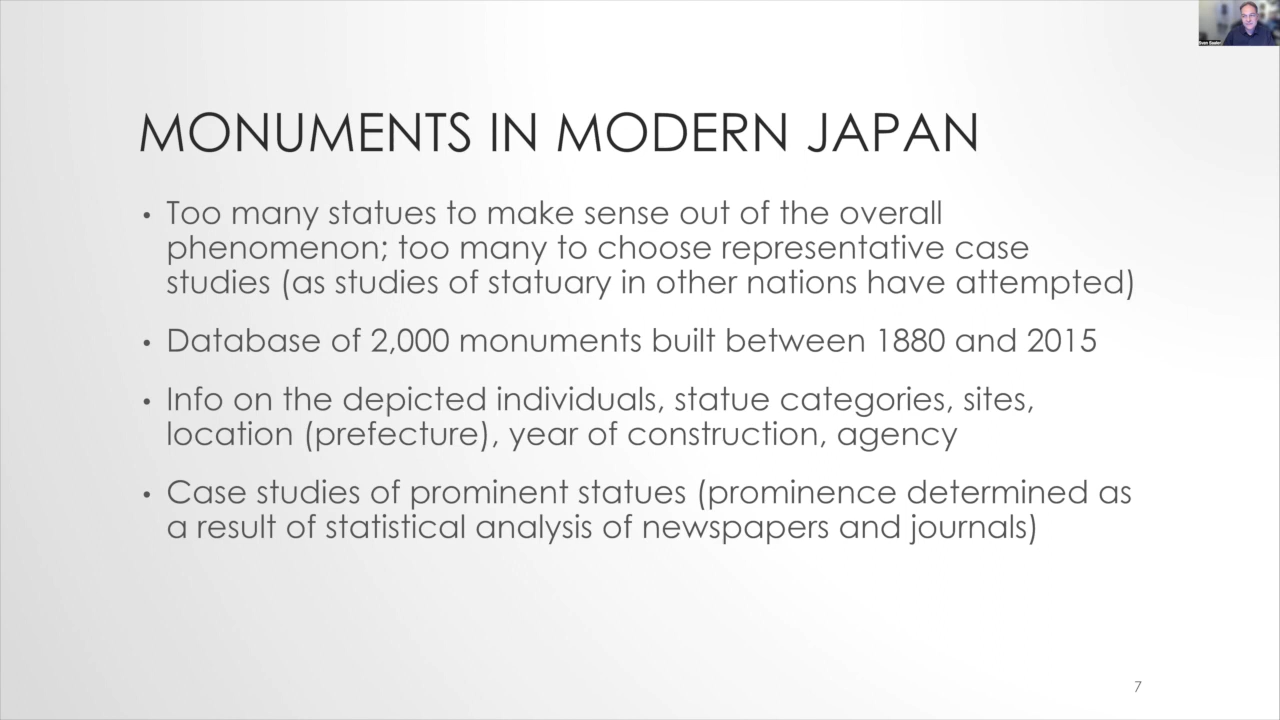 MONUMENTS IN MODERN JAPAN
• Too many statues to make sense out of the overall
phenomenon; too many to choose representative case
studies (as studies of statuary in other nations have attempted)
• Database of 2,000 monuments built between 1880 and 2015
• Info on the depicted individuals, statue categories, sites,
location (prefecture), year of construction, agency
• Case studies of prominent statues (prominence determined as
a result of statistical analysis of newspapers and journals)
7